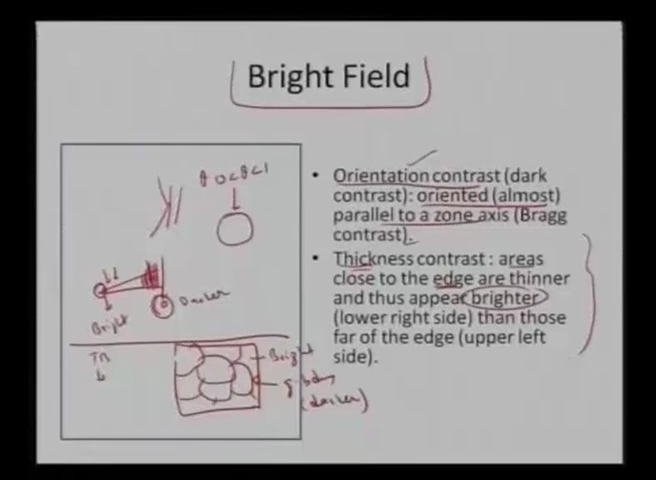 Bright Field
• Orientation contrast (dark
contrast): oriented (almost)
parallel to a zone axis (Bragg
contrast).
• Thickness contrast : areas
close to the edge are thinner
and thus appear brighter
(lower right side) than those
far of the edge (upper left
side).
Darker
Bright
Bright
(darker)